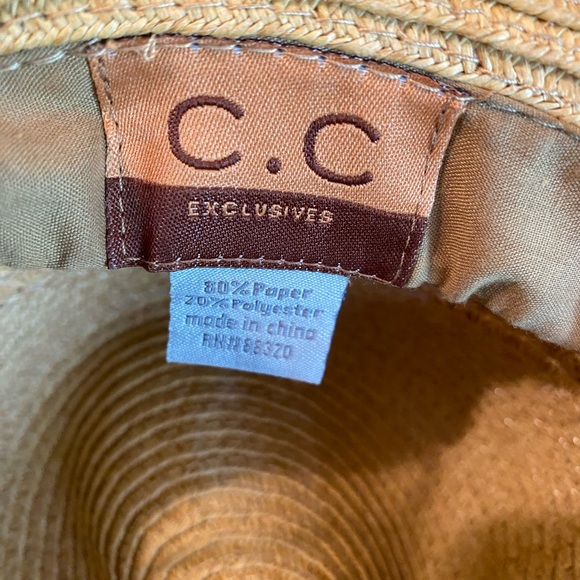 C.C
EXCLUSIVES
80% Paper
20% Polyester
made in china
RN# 88320